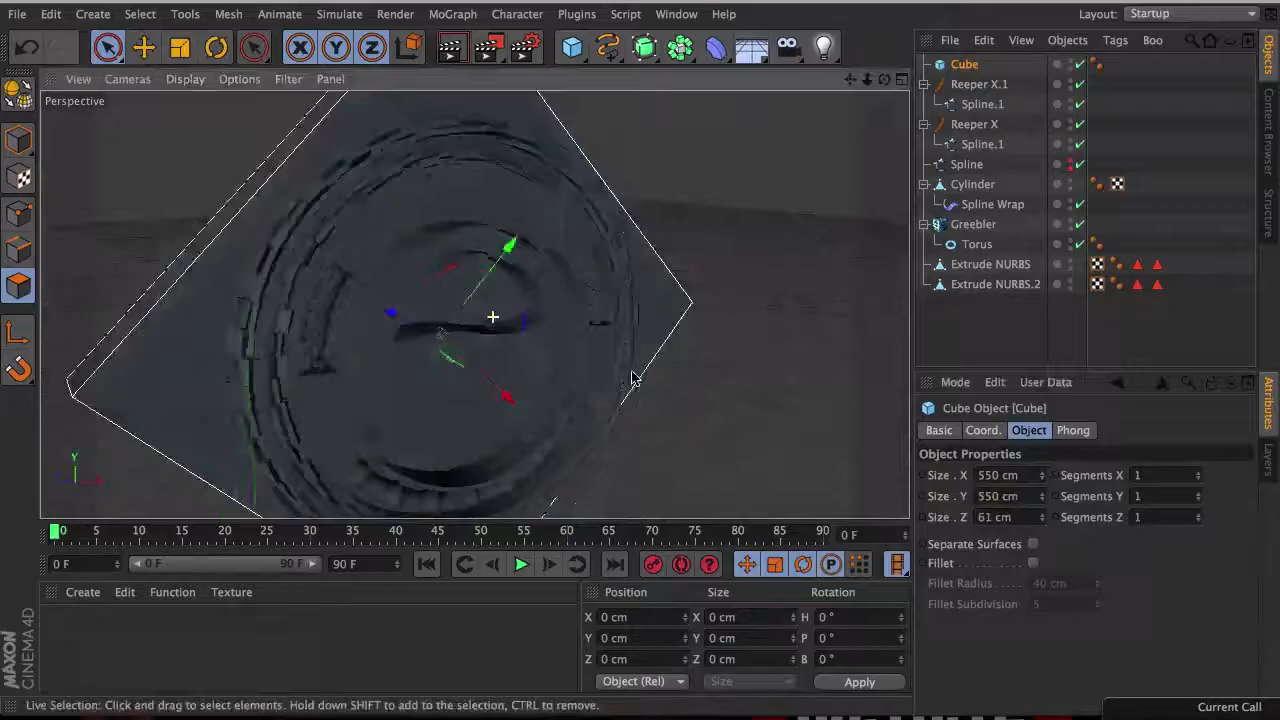 File Edit Create Select Tools Mesh Animate Simulate Render MoGraph Character Plugins Script Window Help Layout: Startup
X Y Z
File Edit View Objects Tags Boo
View Cameras Display Options Filter Panel
Perspective
Cube
Reeper X.1
Spline.1
Reeper X
Spline.1
Spline
Cylinder
Spline Wrap
Greebler
Torus
Extrude NURBS
Extrude NURBS.2
Objects
Content Browser
Structure
Mode Edit User Data
Cube Object [Cube]
Basic Coord. Object Phong
Object Properties
Size . X 550 cm Segments X 1
Size . Y 550 cm Segments Y 1
Size . Z 61 cm Segments Z 1
Separate Surfaces
Fillet . . . . . . . . . .
Fillet Radius . . 40 cm
Fillet Subdivision 5
Attributes
Layers
Y
0 5 10 15 20 25 30 35 40 45 50 55 60 65 70 75 80 85 90 0 F
0 F 0 F 90 F 90 F
? P
Create Edit Function Texture
Position Size Rotation
X 0 cm X 0 cm H 0 °
Y 0 cm Y 0 cm P 0 °
Z 0 cm Z 0 cm B 0 °
Object (Rel) Size Apply
MAXON
CINEMA 4D
Live Selection: Click and drag to select elements. Hold down SHIFT to add to the selection, CTRL to remove.
Current Call